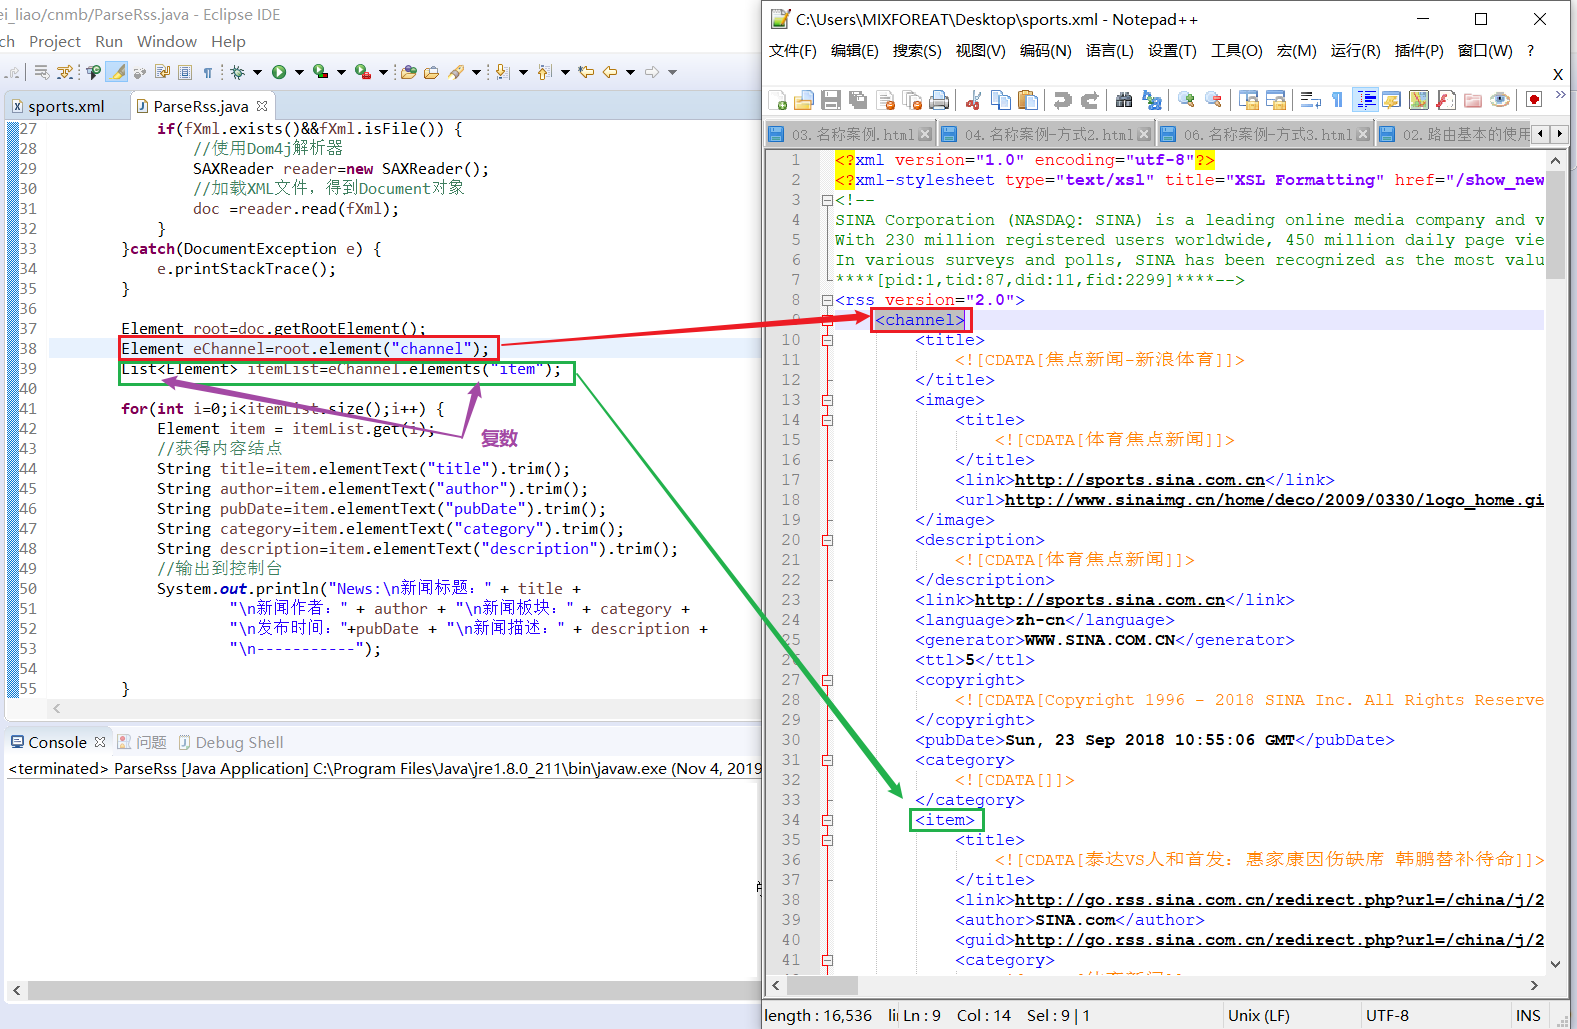 ei_liao/cnmb/ParseRss.java - Eclipse IDE
ch Project Run Window Help
sports.xml
ParseRss.java
27 if(fXml.exists()&&fXml.isFile()) {
28 //使用Dom4j解析器
29 SAXReader reader=new SAXReader();
30 //加载XML文件，得到Document对象
31 doc =reader.read(fXml);
32 }
33 }catch(DocumentException e) {
34 e.printStackTrace();
35 }
36
37 Element root=doc.getRootElement();
38 Element eChannel=root.element("channel");
39 List<Element> itemList=eChannel.elements("item");
40
41 for(int i=0;i<itemList.size();i++) {
42 Element item = itemList.get(i);
复数
43 //获得内容结点
44 String title=item.elementText("title").trim();
45 String author=item.elementText("author").trim();
46 String pubDate=item.elementText("pubDate").trim();
47 String category=item.elementText("category").trim();
48 String description=item.elementText("description").trim();
49 //输出到控制台
50 System.out.println("News:\n新闻标题：" + title +
51 "\n新闻作者：" + author + "\n新闻板块：" + category +
52 "\n发布时间："+pubDate + "\n新闻描述：" + description +
53 "\n-----------");
54
55 }
Console 问题 Debug Shell
<terminated> ParseRss [Java Application] C:\Program Files\Java\jre1.8.0_211\bin\javaw.exe (Nov 4, 2019
C:\Users\MIXFOREAT\Desktop\sports.xml - Notepad++
文件(F) 编辑(E) 搜索(S) 视图(V) 编码(N) 语言(L) 设置(T) 工具(O) 宏(M) 运行(R) 插件(P) 窗口(W) ?
X
03. 名称案例.html 04. 名称案例-方式2.html 06. 名称案例-方式3.html 02. 路由基本的使用
1 <?xml version="1.0" encoding="utf-8"?>
2 <?xml-stylesheet type="text/xsl" title="XSL Formatting" href="/show_new
3 <!--
4 SINA Corporation (NASDAQ: SINA) is a leading online media company and v
5 With 230 million registered users worldwide, 450 million daily page vie
6 In various surveys and polls, SINA has been recognized as the most valu
7 ****[pid:1,tid:87,did:11,fid:2299]****-->
8 <rss version="2.0">
9 <channel>
10 <title>
11 <![CDATA[焦点新闻-新浪体育]]>
12 </title>
13 <image>
14 <title>
15 <![CDATA[体育焦点新闻]]>
16 </title>
17 <link>http://sports.sina.com.cn</link>
18 <url>http://www.sinaimg.cn/home/deco/2009/0330/logo_home.gi
19 </image>
20 <description>
21 <![CDATA[体育焦点新闻]]>
22 </description>
23 <link>http://sports.sina.com.cn</link>
24 <language>zh-cn</language>
25 <generator>WWW.SINA.COM.CN</generator>
26 <ttl>5</ttl>
27 <copyright>
28 <![CDATA[Copyright 1996 - 2018 SINA Inc. All Rights Reserve
29 </copyright>
30 <pubDate>Sun, 23 Sep 2018 10:55:06 GMT</pubDate>
31 <category>
32 <![CDATA[]]>
33 </category>
34 <item>
35 <title>
36 <![CDATA[泰达VS人和首发：惠家康因伤缺席 韩鹏替补待命]]>
37 </title>
38 <link>http://go.rss.sina.com.cn/redirect.php?url=/china/j/2
39 <author>SINA.com</author>
40 <guid>http://go.rss.sina.com.cn/redirect.php?url=/china/j/2
41 <category>
length : 16,536 li Ln : 9 Col : 14 Sel : 9 | 1 Unix (LF) UTF-8 INS